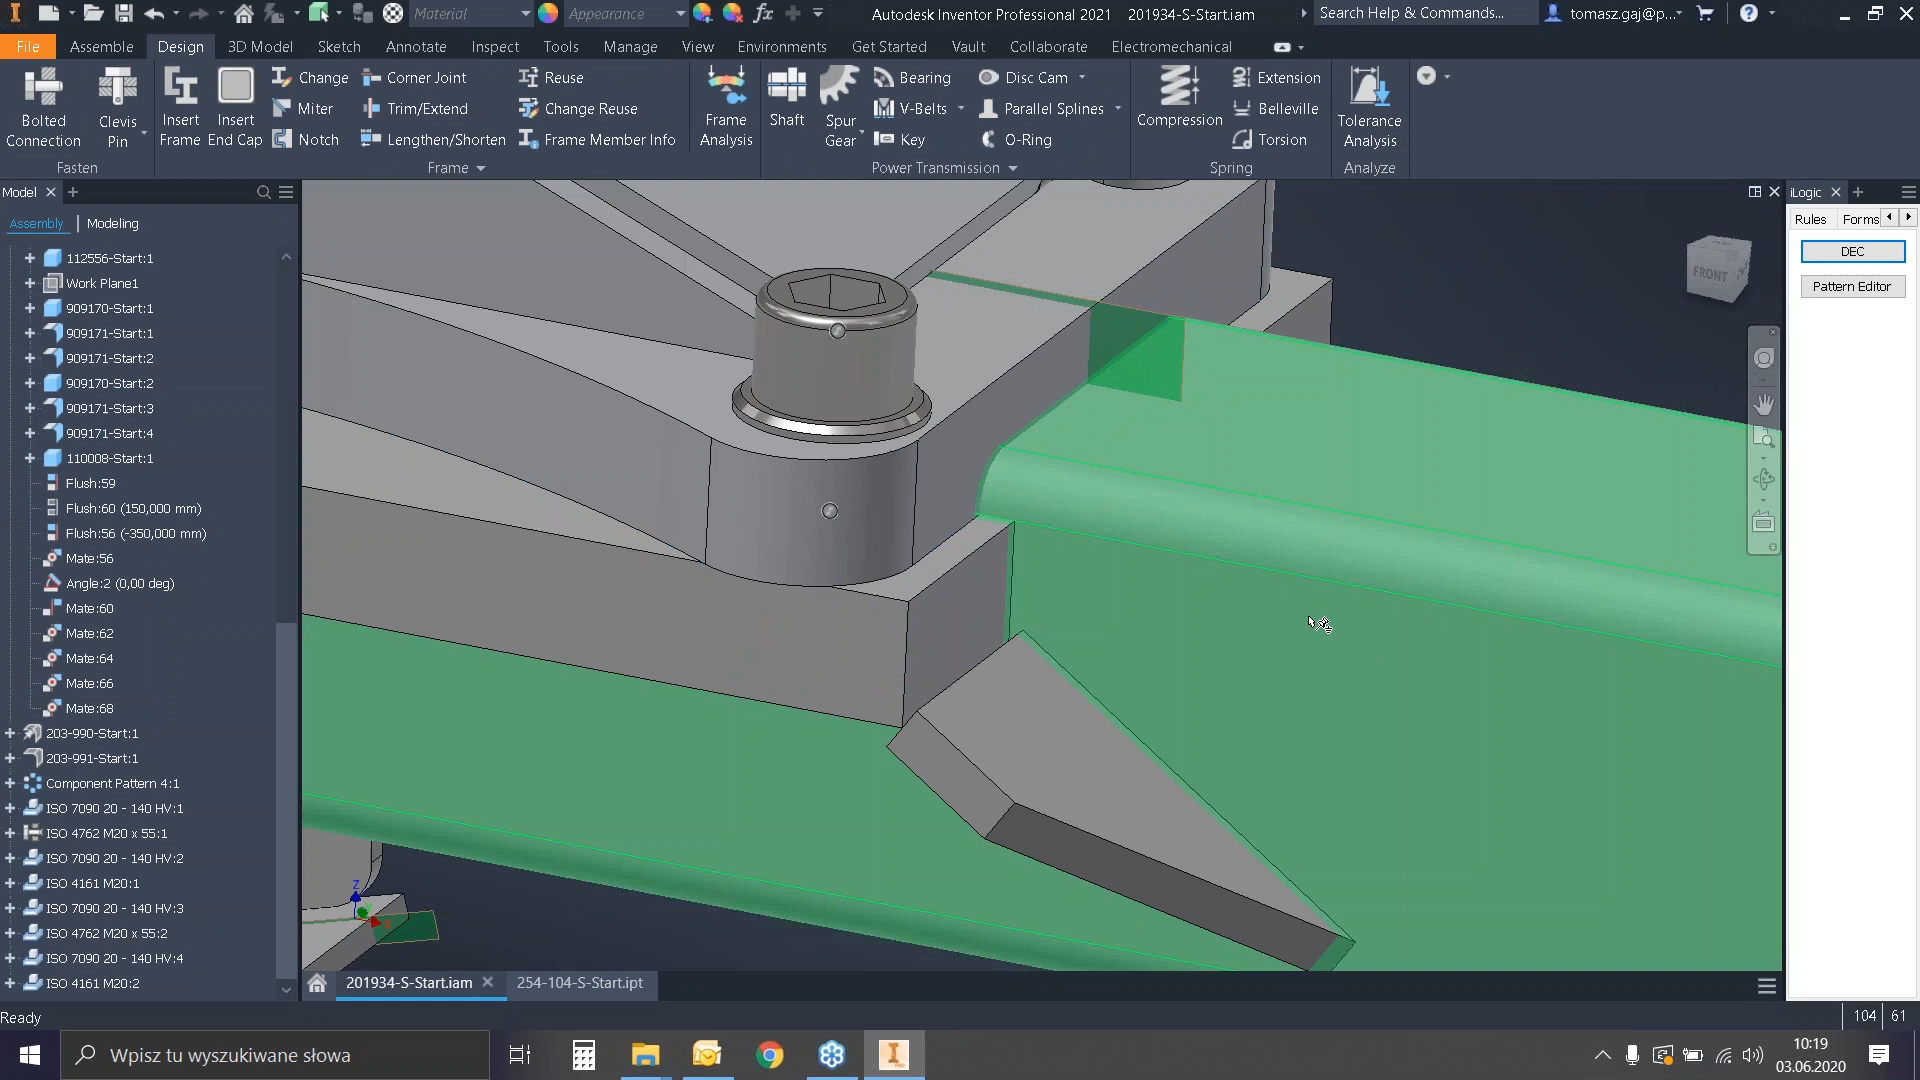 Material
Appearance
fx
Autodesk Inventor Professional 2021 201934-S-Start.iam
Search Help & Commands...
tomasz.gaj@p...
File Assemble Design 3D Model Sketch Annotate Inspect Tools Manage View Environments Get Started Vault Collaborate Electromechanical
Bolted Connection
Clevis Pin
Fasten
Insert Frame
Insert End Cap
Change
Miter
Notch
Corner Joint
Trim/Extend
Lengthen/Shorten
Reuse
Change Reuse
Frame Member Info
Frame
Frame Analysis
Shaft
Spur Gear
Bearing
V-Belts
Key
Disc Cam
Parallel Splines
O-Ring
Power Transmission
Compression
Extension
Belleville
Torsion
Spring
Tolerance Analysis
Analyze
Model
Assembly | Modeling
112556-Start:1
Work Plane1
909170-Start:1
909171-Start:1
909171-Start:2
909170-Start:2
909171-Start:3
909171-Start:4
110008-Start:1
Flush:59
Flush:60 (150,000 mm)
Flush:56 (-350,000 mm)
Mate:56
Angle:2 (0,00 deg)
Mate:60
Mate:62
Mate:64
Mate:66
Mate:68
203-990-Start:1
203-991-Start:1
Component Pattern 4:1
ISO 7090 20 - 140 HV:1
ISO 4762 M20 x 55:1
ISO 7090 20 - 140 HV:2
ISO 4161 M20:1
ISO 7090 20 - 140 HV:3
ISO 4762 M20 x 55:2
ISO 7090 20 - 140 HV:4
ISO 4161 M20:2
FRONT
Z
X
iLogic
Rules Forms
DEC
Pattern Editor
201934-S-Start.iam
254-104-S-Start.ipt
Ready
104 61
Wpisz tu wyszukiwane słowa
10:19
03.06.2020